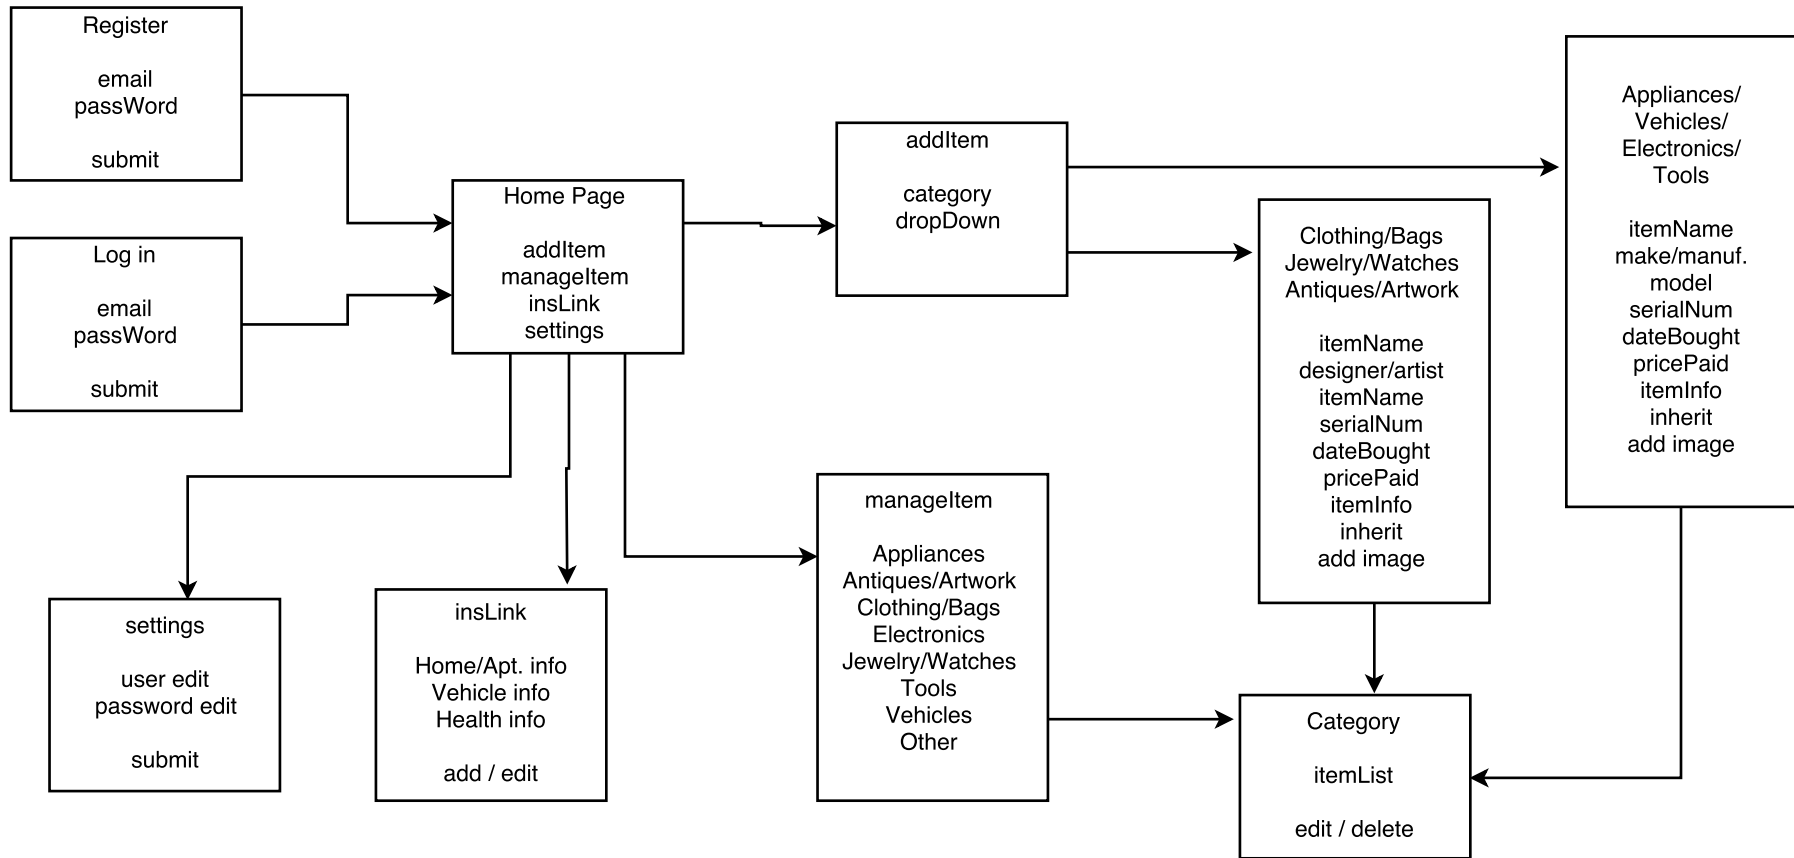 Register
email
passWord
submit
Log in
email
passWord
submit
Home Page
addItem
manageItem
insLink
settings
addItem
category
dropDown
Appliances/
Vehicles/
Electronics/
Tools
itemName
make/manuf.
model
serialNum
dateBought
pricePaid
itemInfo
inherit
add image
Clothing/Bags
Jewelry/Watches
Antiques/Artwork
itemName
designer/artist
itemName
serialNum
dateBought
pricePaid
itemInfo
inherit
add image
settings
user edit
password edit
submit
insLink
Home/Apt. info
Vehicle info
Health info
add / edit
manageItem
Appliances
Antiques/Artwork
Clothing/Bags
Electronics
Jewelry/Watches
Tools
Vehicles
Other
Category
itemList
edit / delete